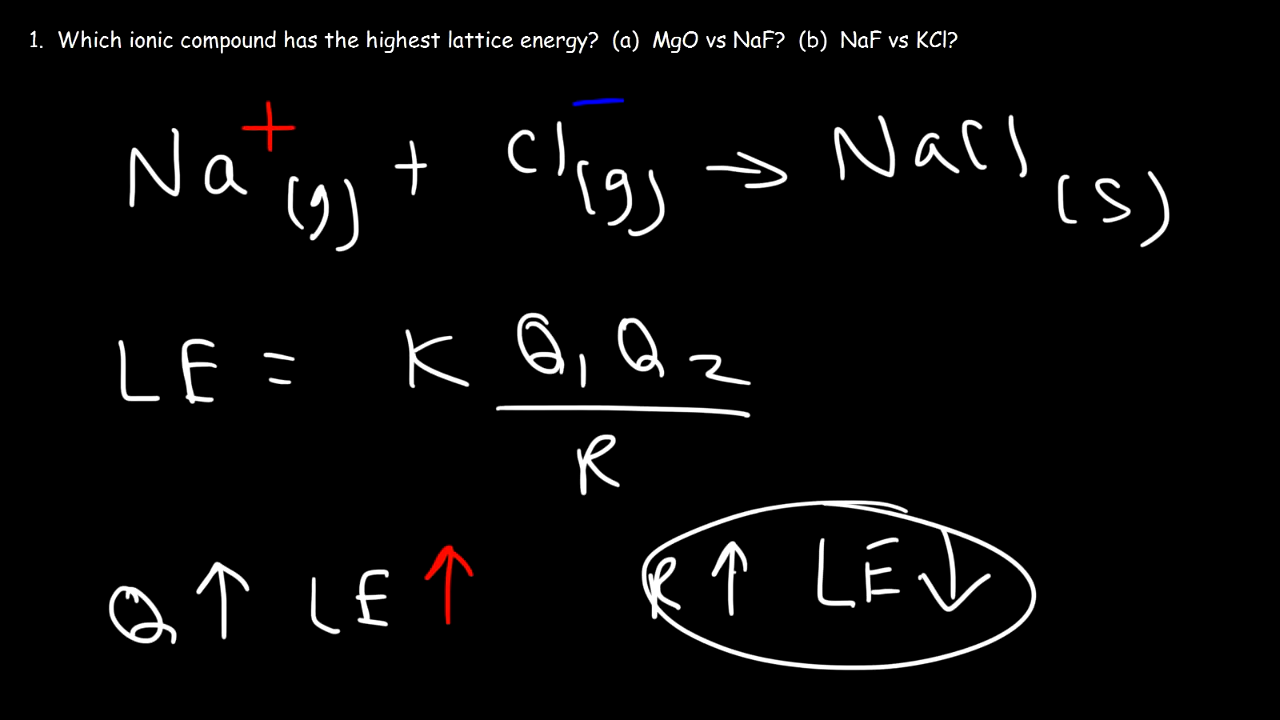 1. Which ionic compound has the highest lattice energy? (a) MgO vs NaF? (b) NaF vs KCl?
Na⁺(g) + Cl⁻(g) → NaCl(s)
LE = K Q₁Q₂
R
Q ↑ LE ↑ R ↑ LE ↓